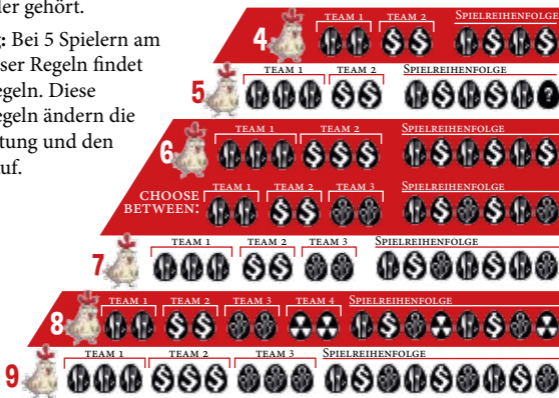 ler gehört.
g: Bei 5 Spielern am
ser Regeln findet
egeln. Diese
egeln ändern die
tung und den
uf.
4 TEAM 1 TEAM 2 SPIELREIHENFOLGE
5 TEAM 1 TEAM 2 SPIELREIHENFOLGE
?
6 TEAM 1 TEAM 2 SPIELREIHENFOLGE
CHOOSE BETWEEN: TEAM 1 TEAM 2 TEAM 3 SPIELREIHENFOLGE
7 TEAM 1 TEAM 2 TEAM 3 SPIELREIHENFOLGE
8 TEAM 1 TEAM 2 TEAM 3 TEAM 4 SPIELREIHENFOLGE
9 TEAM 1 TEAM 2 TEAM 3 SPIELREIHENFOLGE